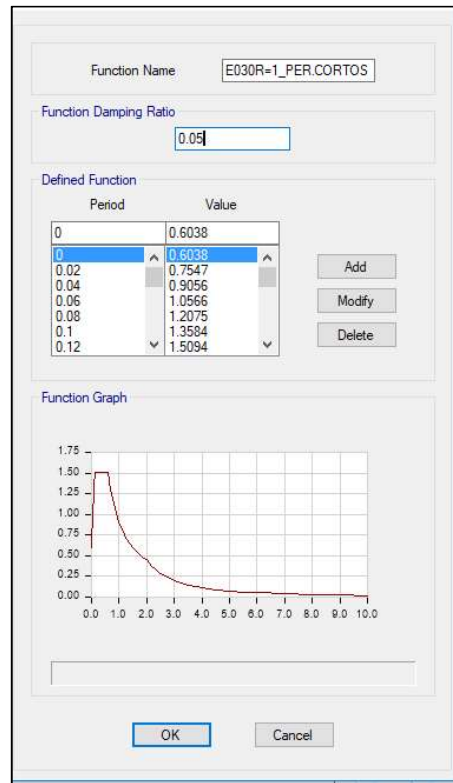 Function Name E030R=1_PER.CORTOS
Function Damping Ratio
0.05
Defined Function
Period Value
0 0.6038
0 0.6038
0.02 0.7547
0.04 0.9056
0.06 1.0566
0.08 1.2075
0.1 1.3584
0.12 1.5094
Add
Modify
Delete
Function Graph
1.75
1.50
1.25
1.00
0.75
0.50
0.25
0.00
0.0 1.0 2.0 3.0 4.0 5.0 6.0 7.0 8.0 9.0 10.0
OK Cancel